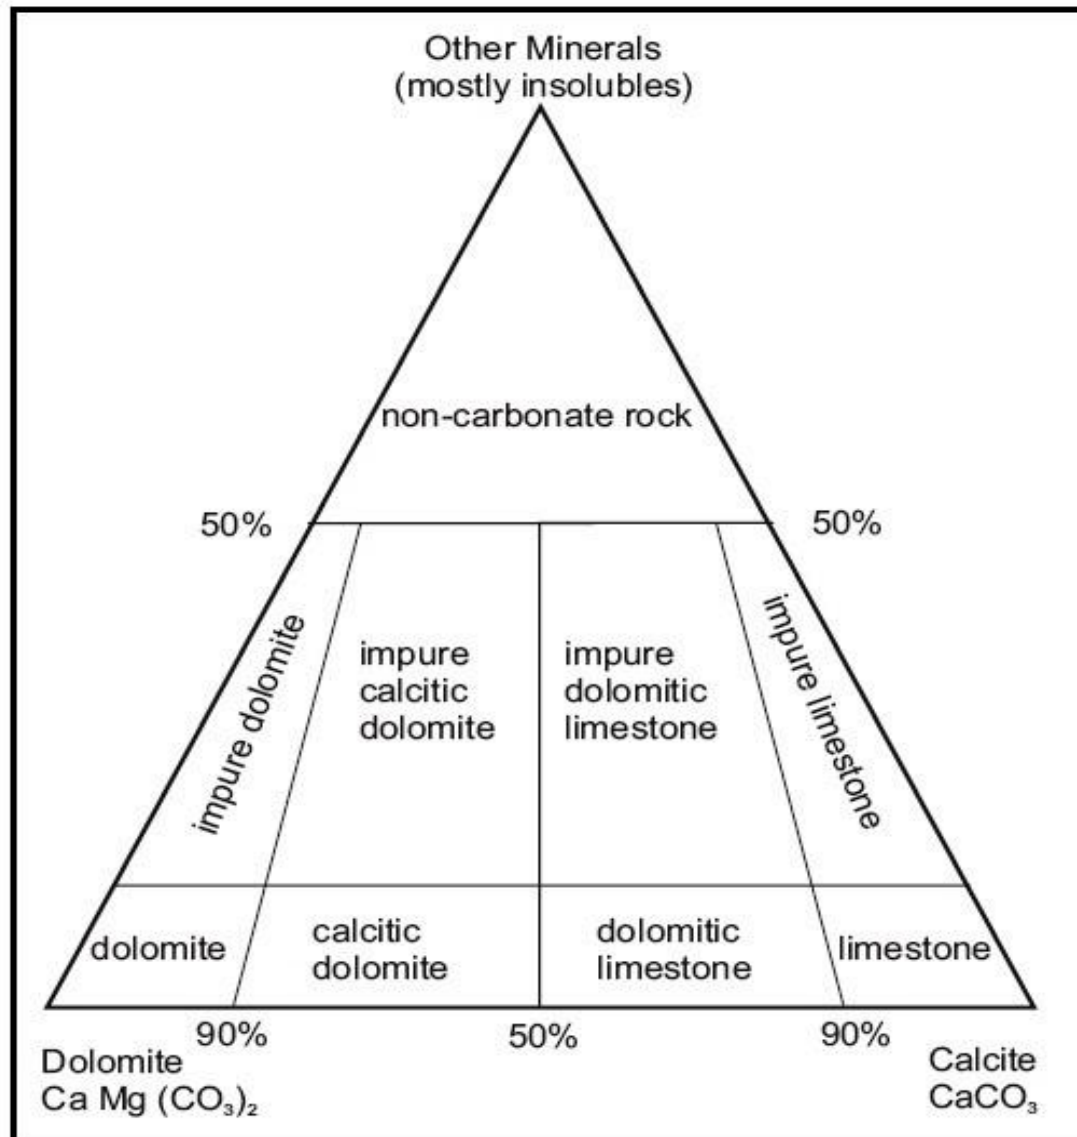 Other Minerals
(mostly insolubles)
non-carbonate rock
50%
50%
impure dolomite
impure
calcitic
dolomite
impure
dolomitic
limestone
impure limestone
dolomite
calcitic
dolomite
dolomitic
limestone
limestone
90%
50%
90%
Dolomite
Ca Mg (CO₃)₂
Calcite
CaCO₃